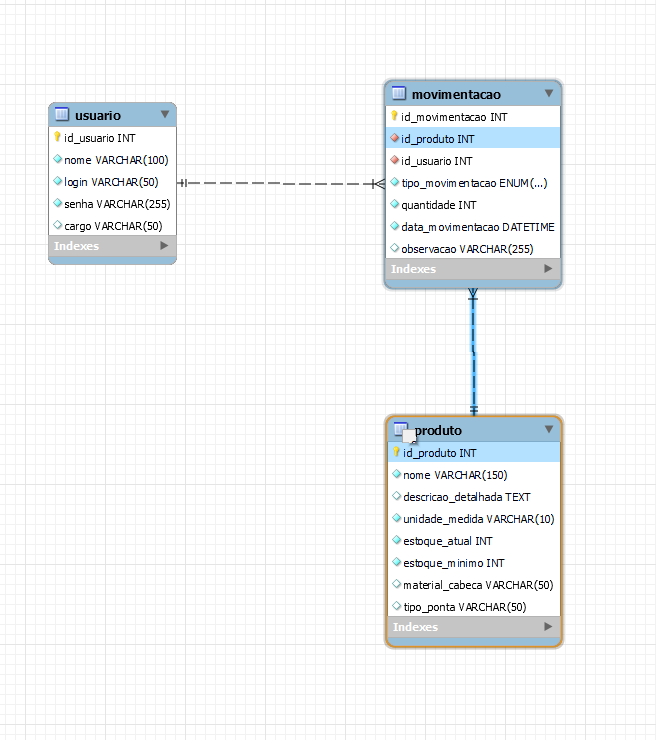 usuario
id_usuario INT
nome VARCHAR(100)
login VARCHAR(50)
senha VARCHAR(255)
cargo VARCHAR(50)
Indexes
movimentacao
id_movimentacao INT
id_produto INT
id_usuario INT
tipo_movimentacao ENUM(...)
quantidade INT
data_movimentacao DATETIME
observacao VARCHAR(255)
Indexes
produto
id_produto INT
nome VARCHAR(150)
descricao_detalhada TEXT
unidade_medida VARCHAR(10)
estoque_atual INT
estoque_minimo INT
material_cabeca VARCHAR(50)
tipo_ponta VARCHAR(50)
Indexes